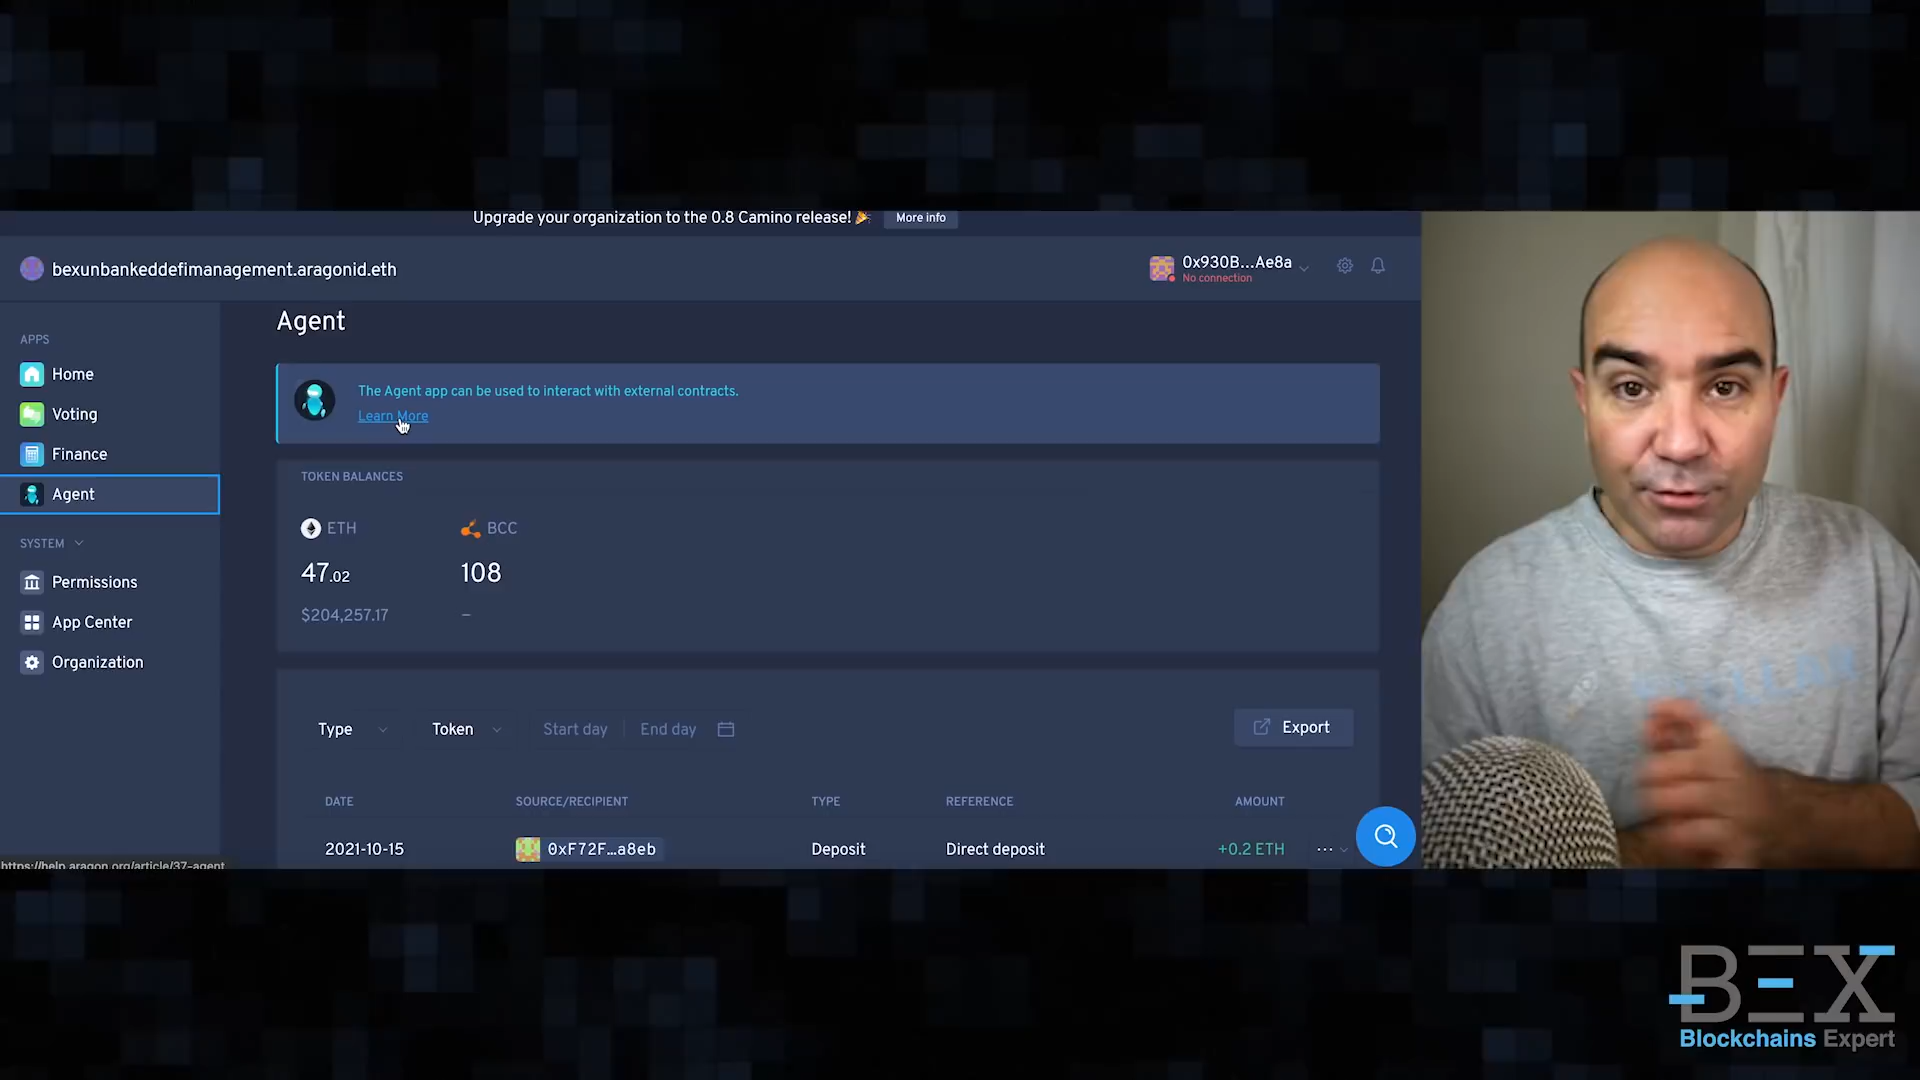 Upgrade your organization to the 0.8 Camino release! 🎉 More info
bexunbankeddefimanagement.aragonid.eth
0x930B...Ae8a
No connection
APPS
Home
Voting
Finance
Agent
SYSTEM
Permissions
App Center
Organization
Agent
The Agent app can be used to interact with external contracts.
Learn More
TOKEN BALANCES
ETH BCC
47.02 108
$204,257.17 –
Type Token Start day End day Export
DATE SOURCE/RECIPIENT TYPE REFERENCE AMOUNT
2021-10-15 0xF72F…a8eb Deposit Direct deposit +0.2 ETH
https://help.aragon.org/article/37-agent
BEX
Blockchains Expert